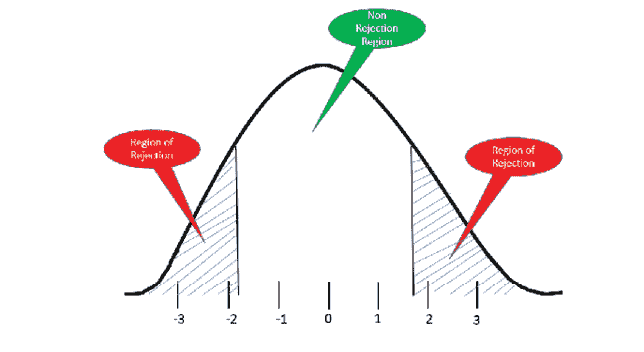 Non
Rejection
Region
Region of
Rejection
Region of
Rejection
-3 -2 -1 0 1 2 3